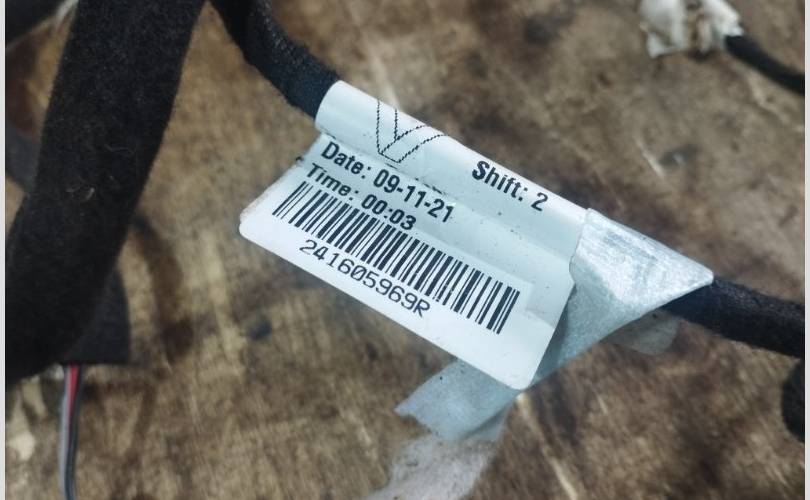 Shift: 2
Date: 09-11-21
Time: 00:03
241605969R